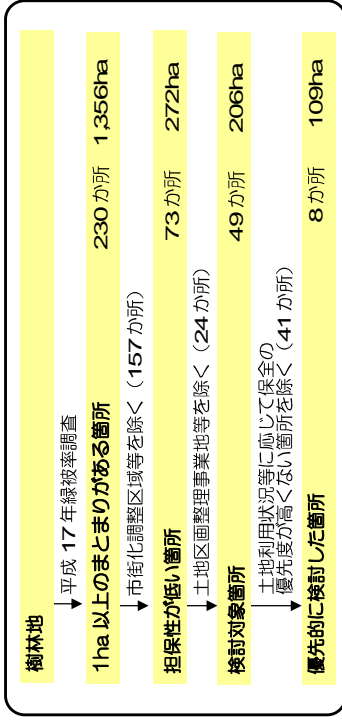 樹林地
平成 17 年緑被率調査
1ha 以上のまとまりがある箇所 230 か所 1,356ha
市街化調整区域等を除く（157 か所）
担保性が低い箇所 73 か所 272ha
土地区画整理事業地等を除く（24 か所）
検討対象箇所 49 か所 206ha
土地利用状況等に応じて保全の
優先度が高くない箇所を除く（41 か所）
優先的に検討した箇所 8 か所 109ha